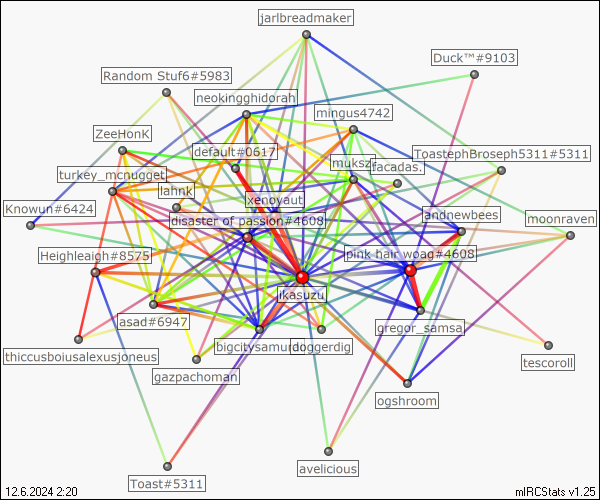 jarlbreadmaker
Duck™#9103
Random Stuf6#5983
neokingghidorah
mingus4742
ZeeHonK
default#0617
ToastephBroseph5311#5311
muksz
facadas.
turkey_mcnugget
lahnk
xenoyaut
Knowun#6424
disaster of passion#4608
andnewbees
moonraven
Heighleigh#8575
pink hair woag#4608
ikasuzu
asad#6947
gregor_samsa
bigcitysamurai
doggerdig
thiccusboiusalexusjoneus
tescoroll
gazpachoman
ogshroom
avelicious
Toast#5311
12.6.2024 2:20
mIRCStats v1.25